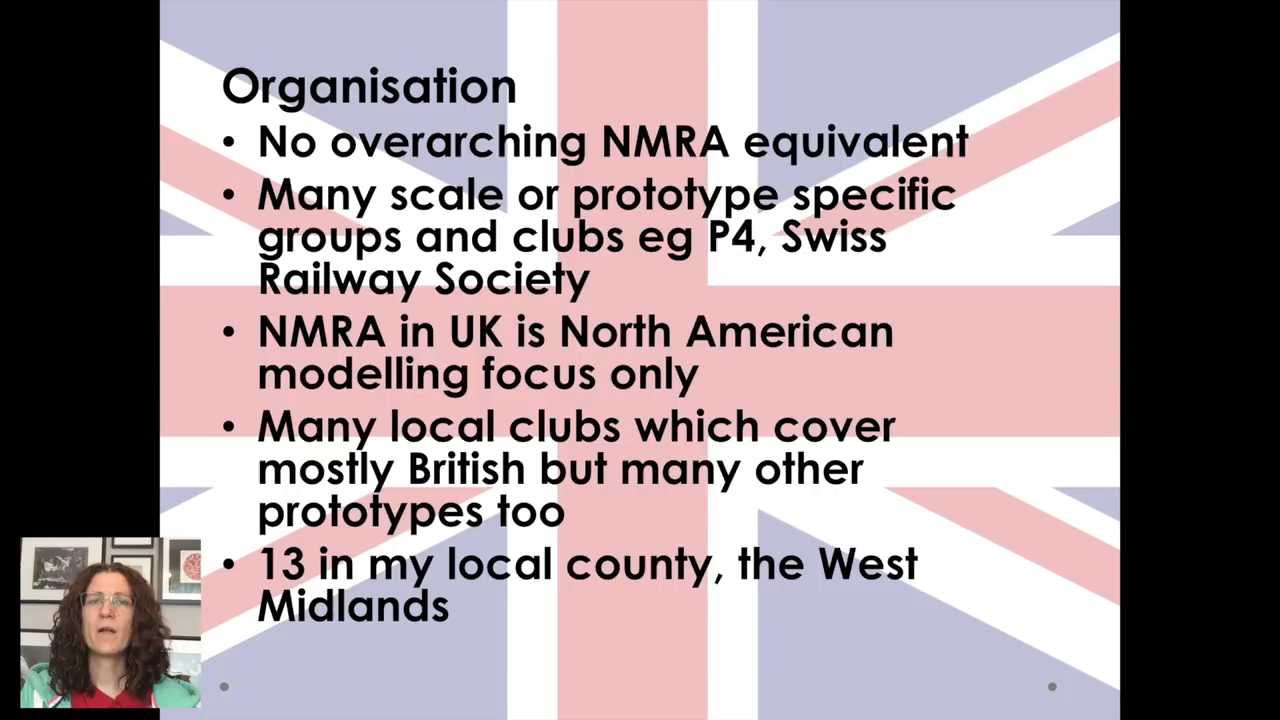 Organisation
• No overarching NMRA equivalent
• Many scale or prototype specific
groups and clubs eg P4, Swiss
Railway Society
• NMRA in UK is North American
modelling focus only
• Many local clubs which cover
mostly British but many other
prototypes too
• 13 in my local county, the West
Midlands